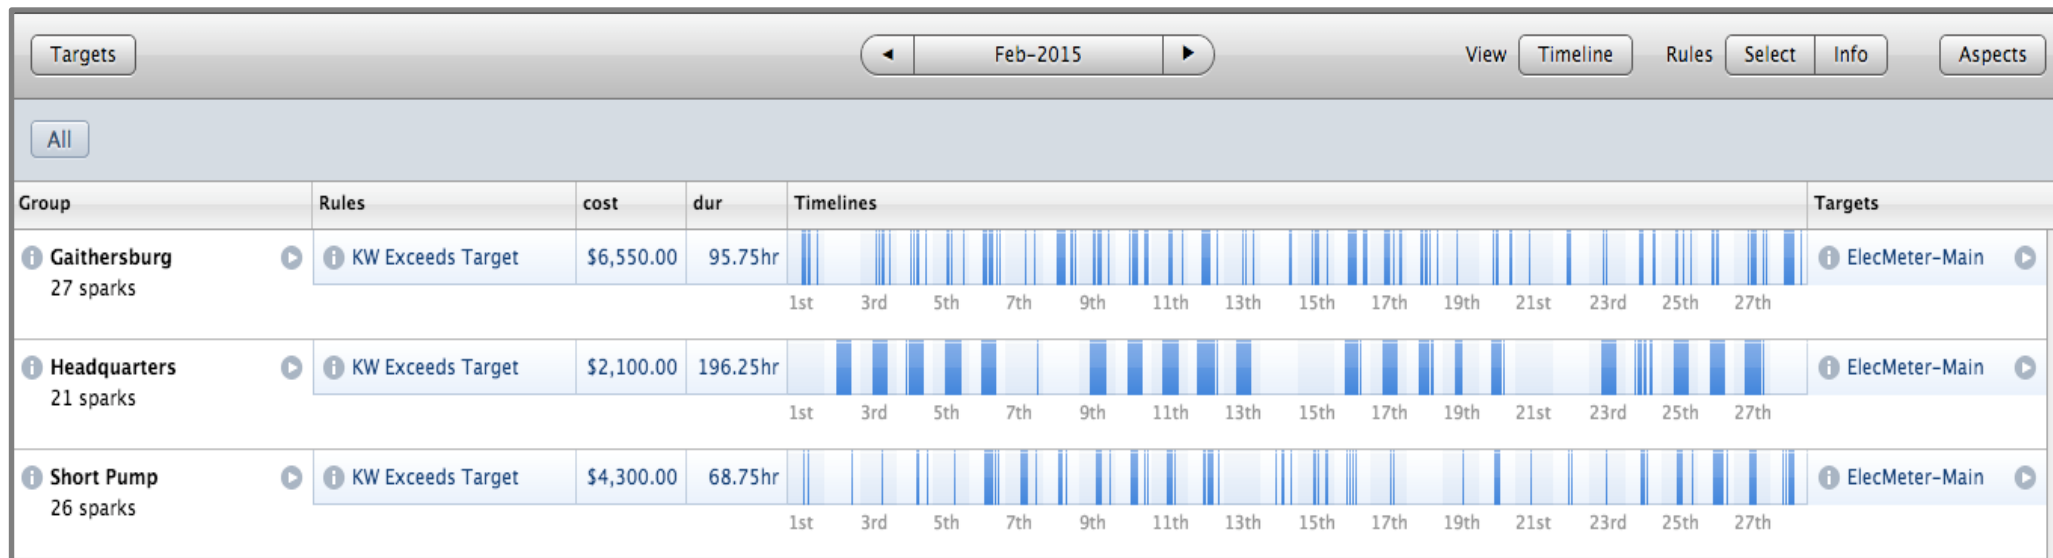 Targets Feb-2015 View Timeline Rules Select Info Aspects
All
Group Rules cost dur Timelines Targets
Gaithersburg KW Exceeds Target $6,550.00 95.75hr ElecMeter-Main
27 sparks
1st 3rd 5th 7th 9th 11th 13th 15th 17th 19th 21st 23rd 25th 27th
Headquarters KW Exceeds Target $2,100.00 196.25hr ElecMeter-Main
21 sparks
1st 3rd 5th 7th 9th 11th 13th 15th 17th 19th 21st 23rd 25th 27th
Short Pump KW Exceeds Target $4,300.00 68.75hr ElecMeter-Main
26 sparks
1st 3rd 5th 7th 9th 11th 13th 15th 17th 19th 21st 23rd 25th 27th